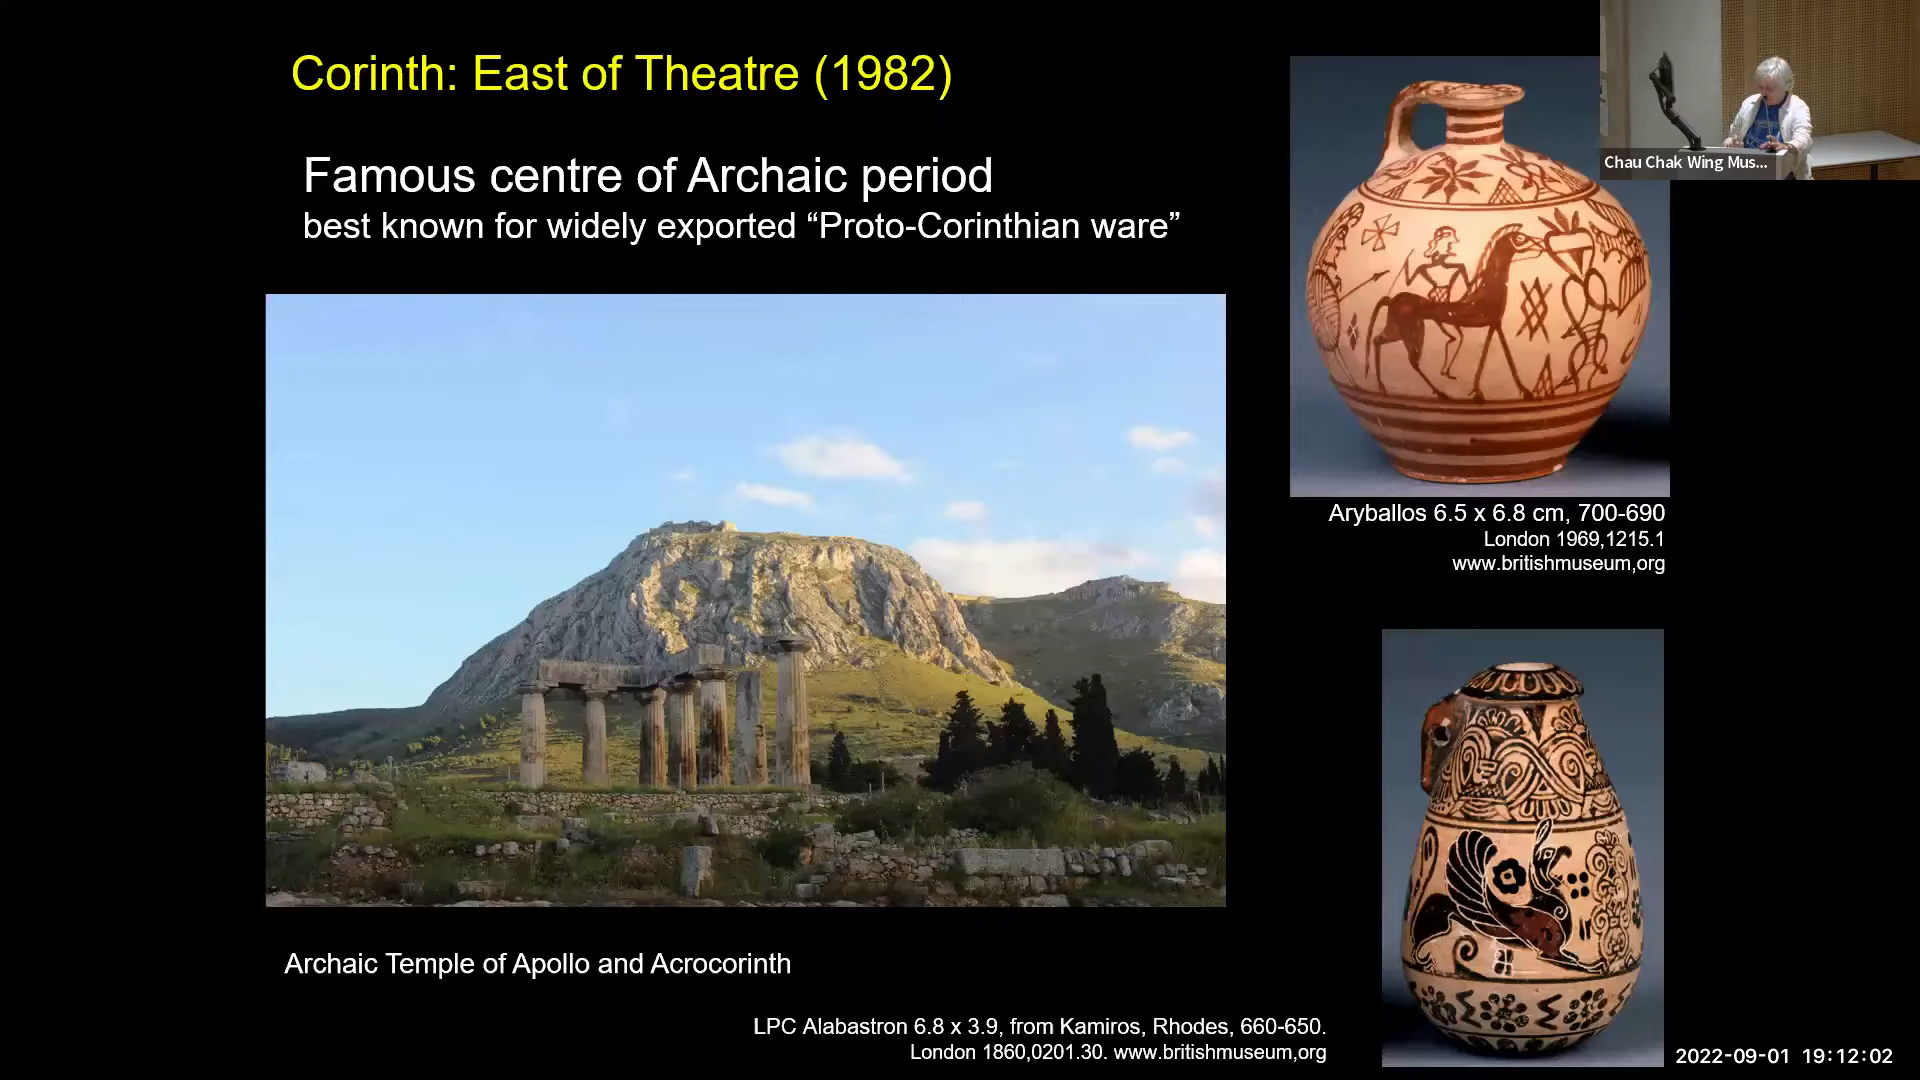 Corinth: East of Theatre (1982)
Famous centre of Archaic period
best known for widely exported “Proto-Corinthian ware”
Chau Chak Wing Mus...
Aryballos 6.5 x 6.8 cm, 700-690
London 1969,1215.1
www.britishmuseum,org
Archaic Temple of Apollo and Acrocorinth
LPC Alabastron 6.8 x 3.9, from Kamiros, Rhodes, 660-650.
London 1860,0201.30. www.britishmuseum,org
2022-09-01 19:12:02